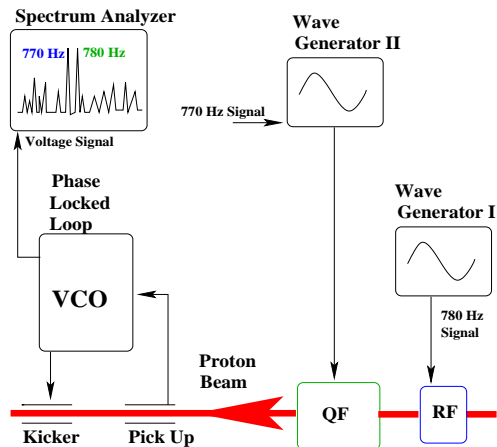 Spectrum Analyzer
770 Hz
780 Hz
Voltage Signal
Wave
Generator II
770 Hz Signal
Phase
Locked
Loop
VCO
Wave
Generator I
780 Hz
Signal
Proton
Beam
QF
RF
Kicker
Pick Up